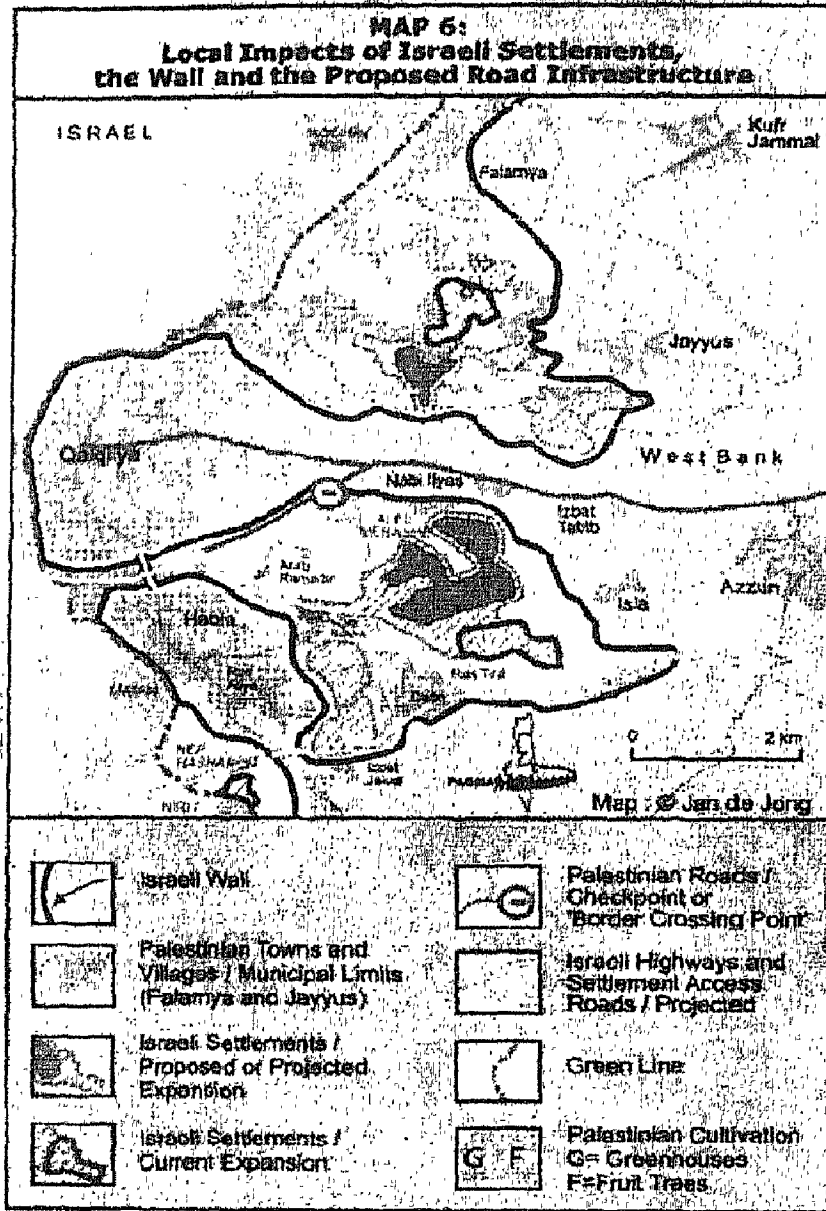 MAP 6:
Local Impacts of Israeli Settlements,
the Wall and the Proposed Road Infrastructure
ISRAEL
Kufr
Jammal
Falamya
Jayyus
Qalqilya
West Bank
Nabi Ilyas
Izbat
Tabib
Arab
Ramadin
Isla
Azzun
Habla
Ras Tira
0 2 km
Map : © Jan de Jong
Israeli Wall
Palestinian Towns and
Villages / Municipal Limits
(Falamya and Jayyus)
Israeli Settlements /
Proposed or Projected
Expansion
Israeli Settlements /
Current Expansion
Palestinian Roads /
Checkpoint or
"Border Crossing Point"
Israeli Highways and
Settlement Access
Roads / Projected
Green Line
G F
Palestinian Cultivation
G= Greenhouses
F=Fruit Trees